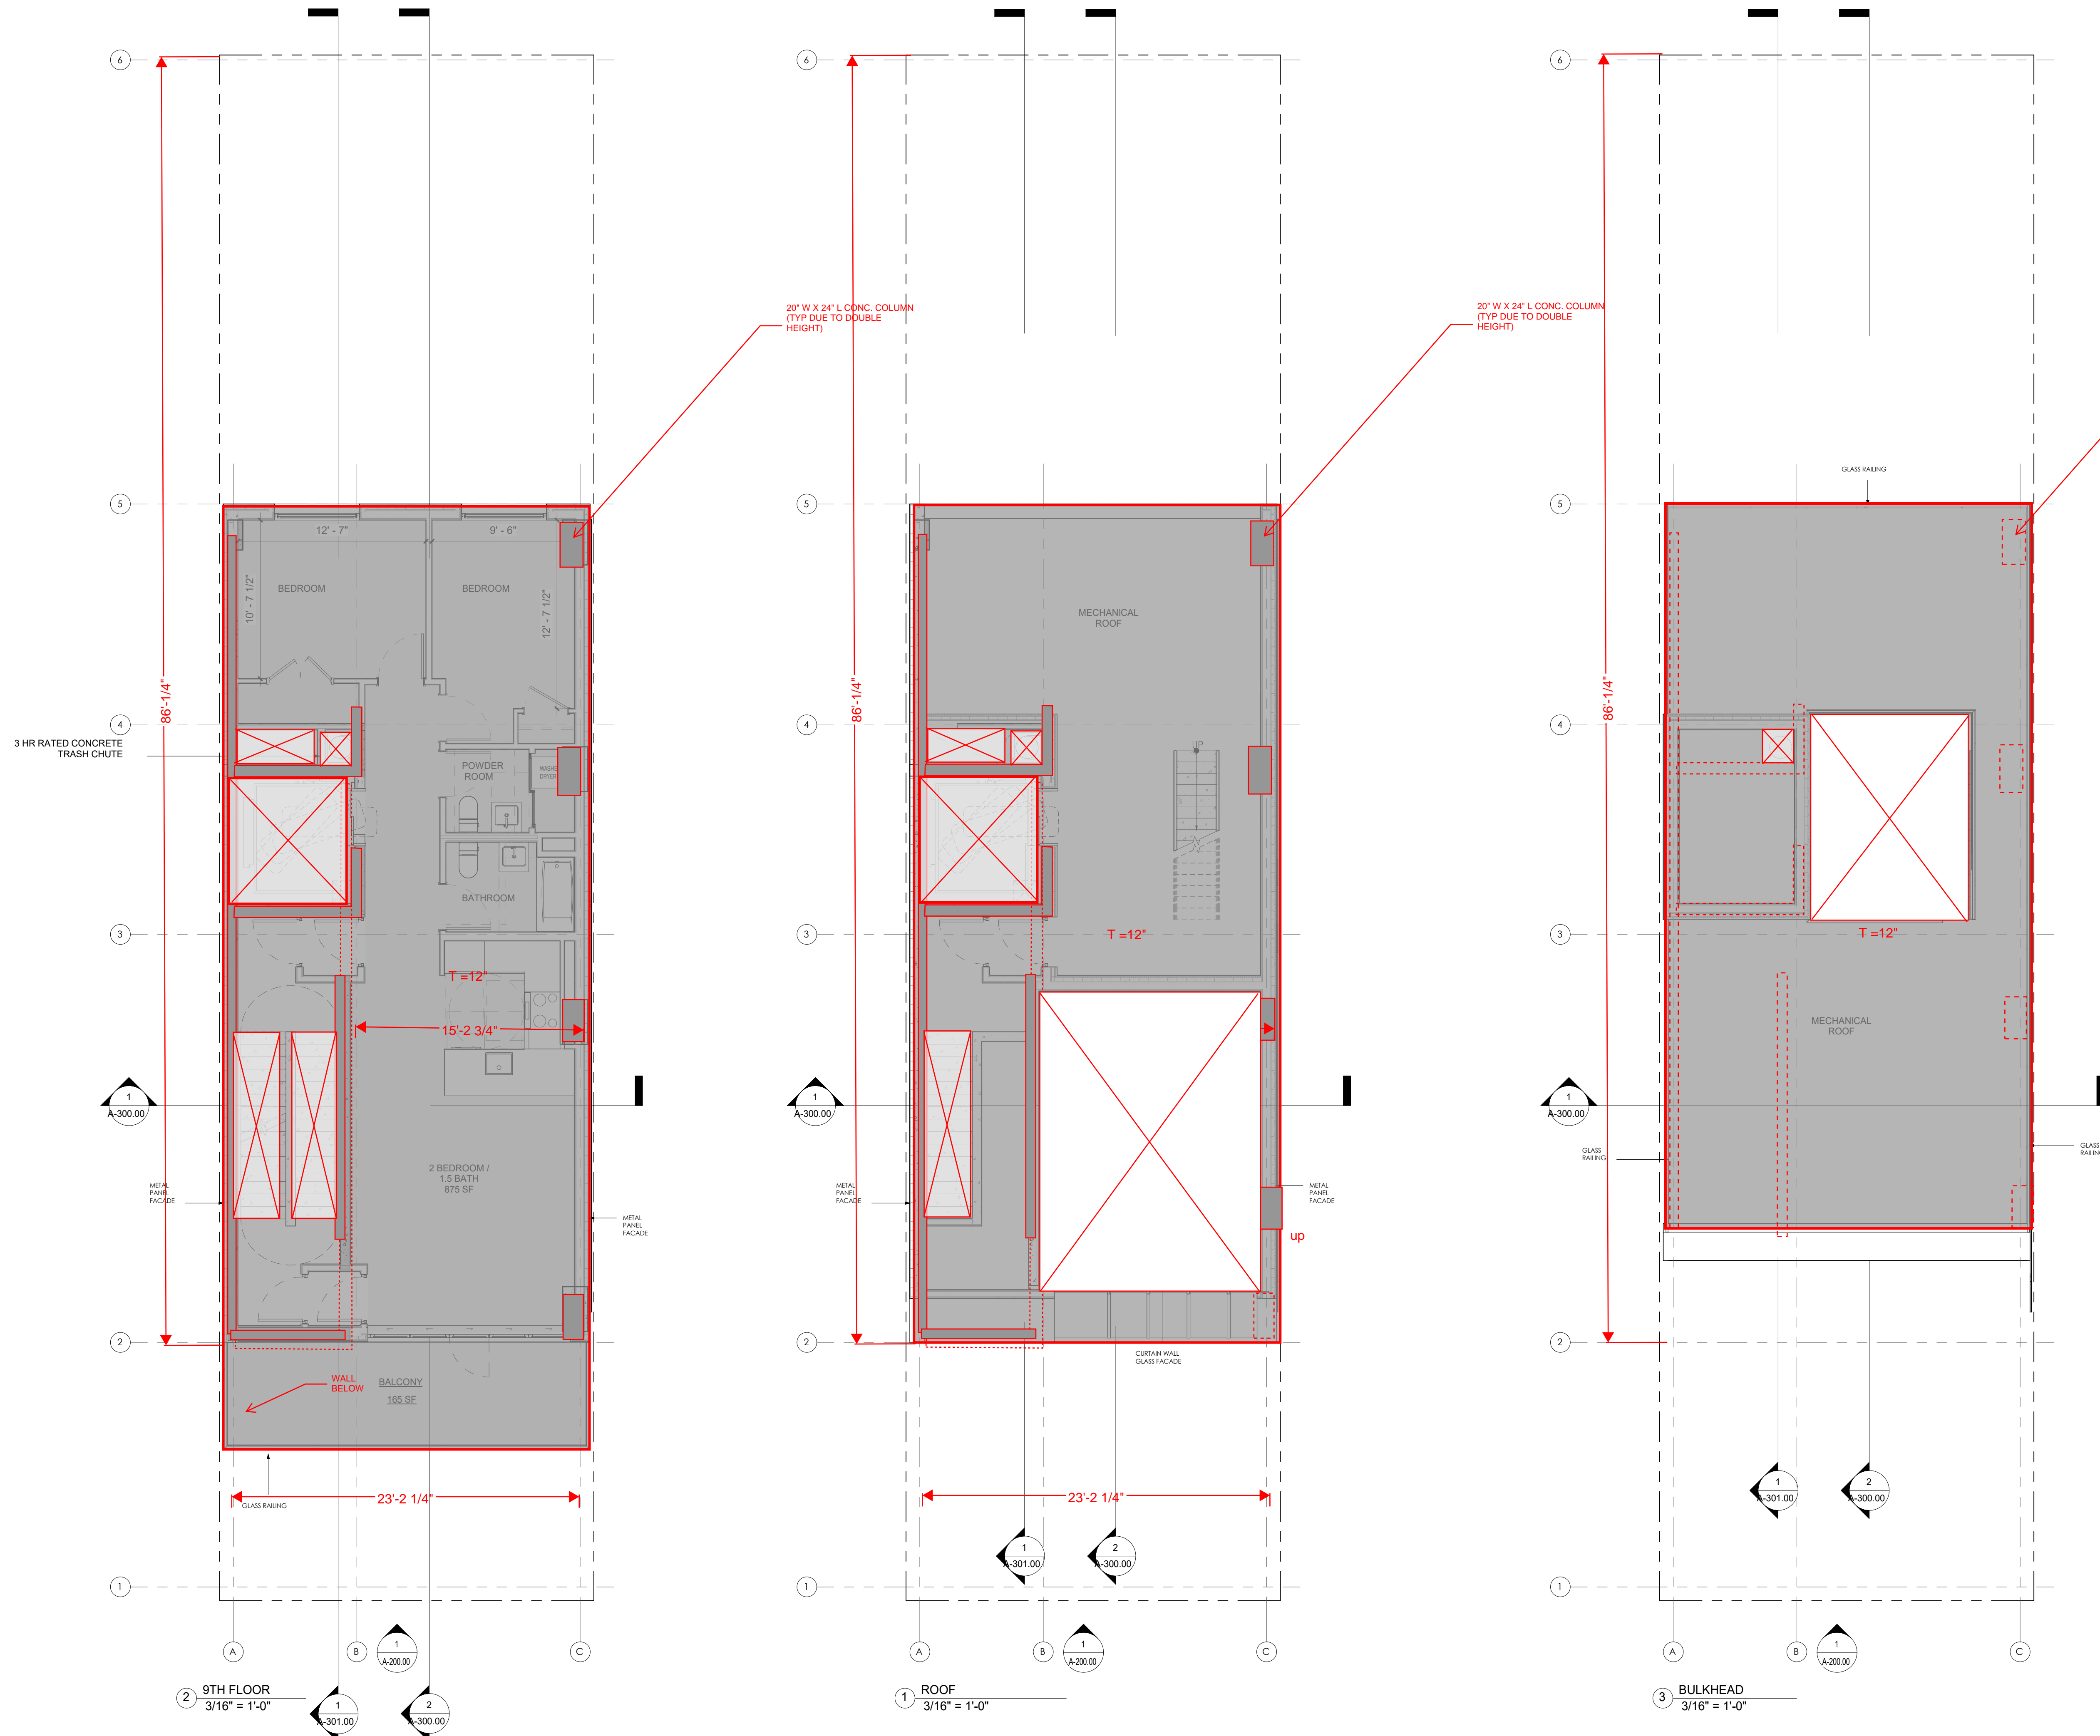 6
86'-1/4"
5
12' - 7"
9' - 6"
10' - 7 1/2"
BEDROOM
BEDROOM
12' - 7 1/2"
20" W X 24" L CONC. COLUMN
(TYP DUE TO DOUBLE
HEIGHT)
4
3 HR RATED CONCRETE
TRASH CHUTE
POWDER
ROOM
WASHER
DRYER
BATHROOM
3
T =12"
15'-2 3/4"
1
A-300.00
2 BEDROOM /
1.5 BATH
875 SF
METAL
PANEL
FACADE
METAL
PANEL
FACADE
2
WALL
BELOW
BALCONY
165 SF
23'-2 1/4"
GLASS RAILING
1
A
B
C
1
A-200.00
2
9TH FLOOR
3/16" = 1'-0"
1
A-301.00
2
A-300.00
6
86'-1/4"
20" W X 24" L CONC. COLUMN
(TYP DUE TO DOUBLE
HEIGHT)
5
MECHANICAL
ROOF
4
UP
3
T =12"
1
A-300.00
METAL
PANEL
FACADE
METAL
PANEL
FACADE
up
2
CURTAIN WALL
GLASS FACADE
23'-2 1/4"
1
A-301.00
2
A-300.00
1
A
B
C
1
A-200.00
1
ROOF
3/16" = 1'-0"
6
86'-1/4"
GLASS RAILING
5
4
3
T =12"
MECHANICAL
ROOF
1
A-300.00
GLASS
RAILING
GLASS
RAILING
2
1
A-301.00
2
A-300.00
1
A
B
C
1
A-200.00
3
BULKHEAD
3/16" = 1'-0"